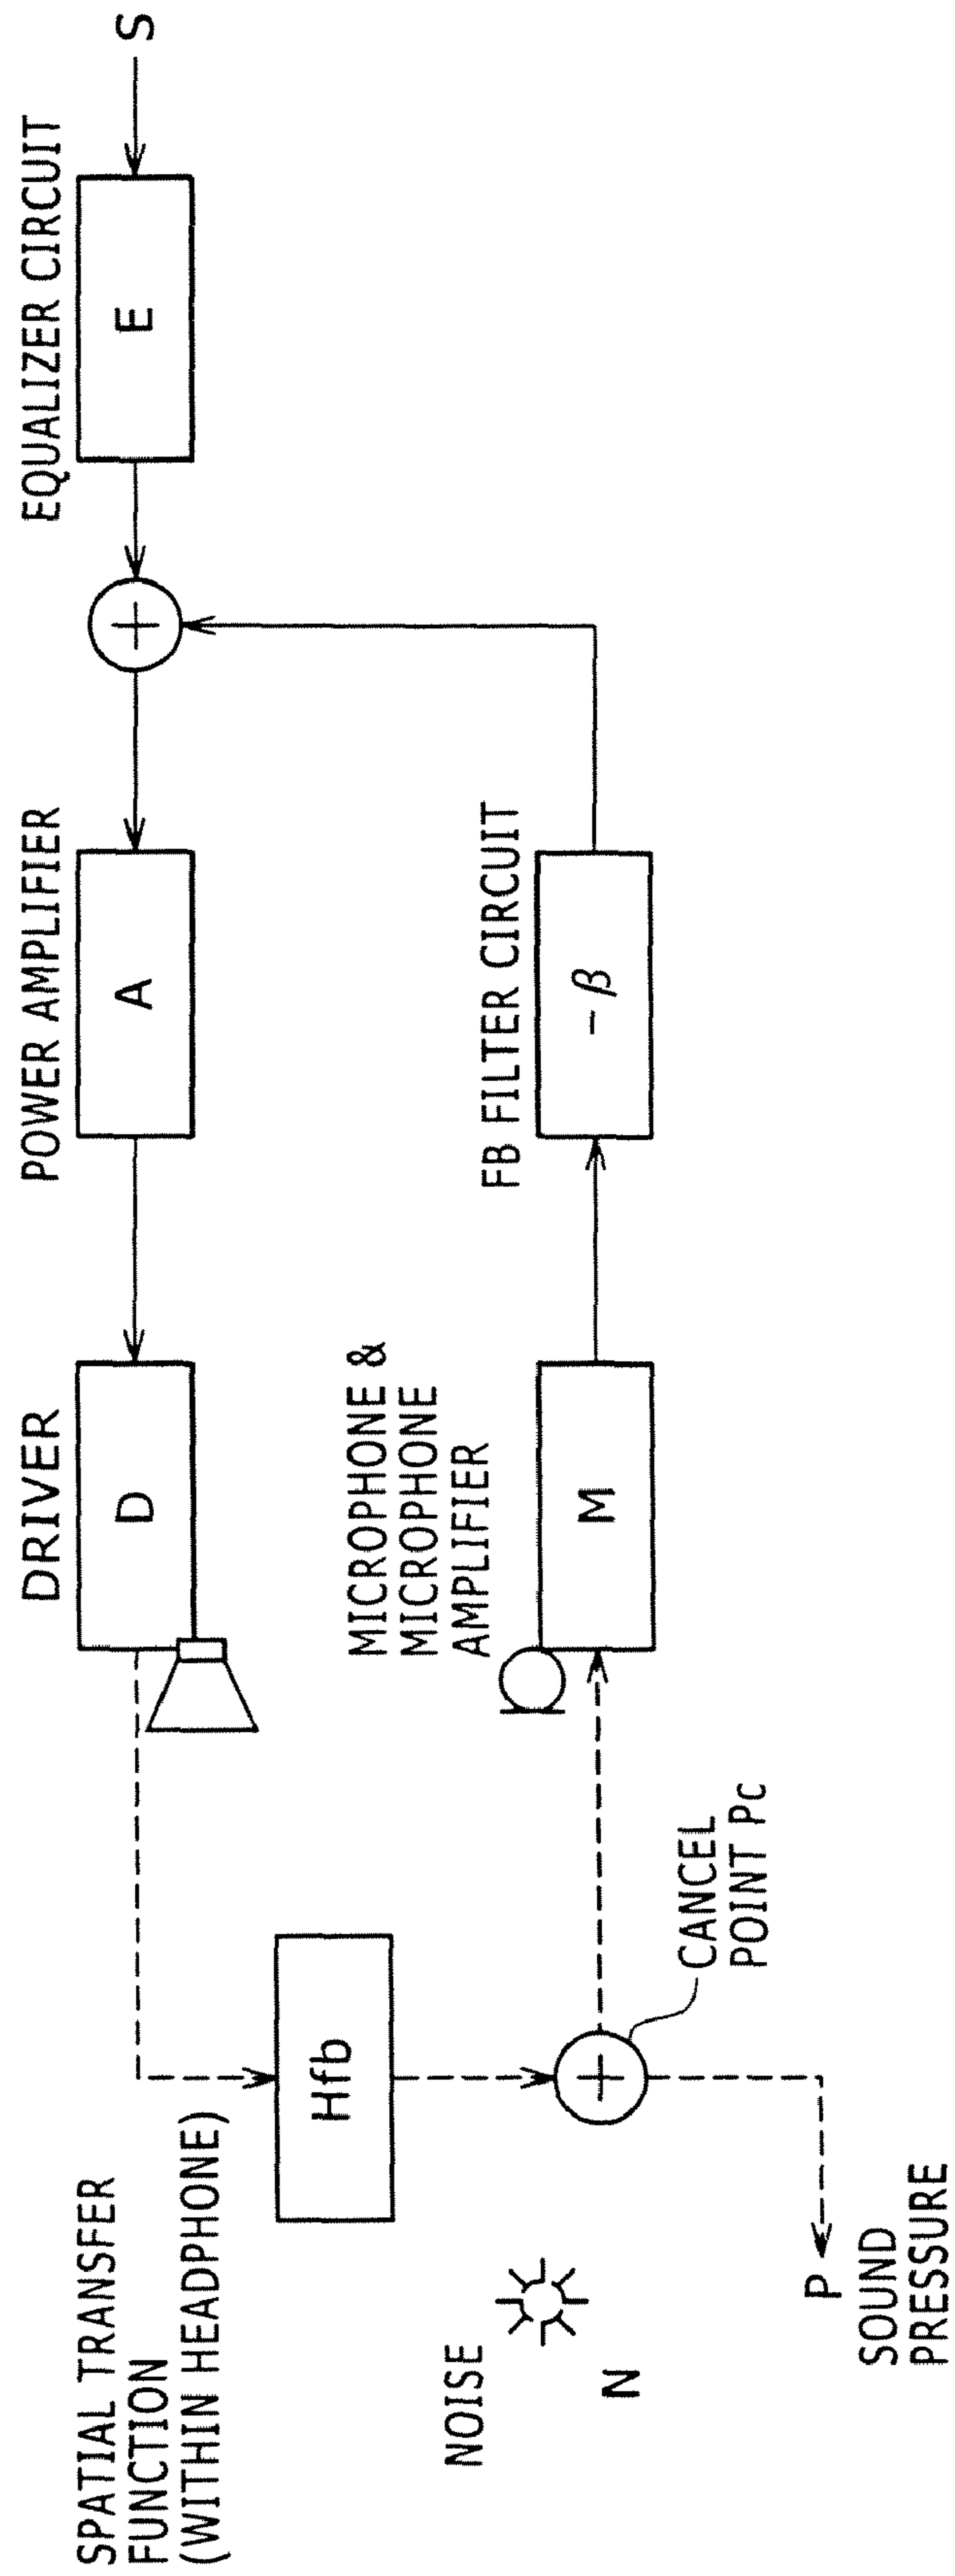 SPATIAL TRANSFER
FUNCTION
(WITHIN HEADPHONE)
DRIVER
POWER AMPLIFIER
EQUALIZER CIRCUIT
D
A
+
E
S
Hfb
NOISE
N
+
CANCEL
POINT Pc
MICROPHONE &
MICROPHONE
AMPLIFIER
M
FB FILTER CIRCUIT
-β
P
SOUND
PRESSURE